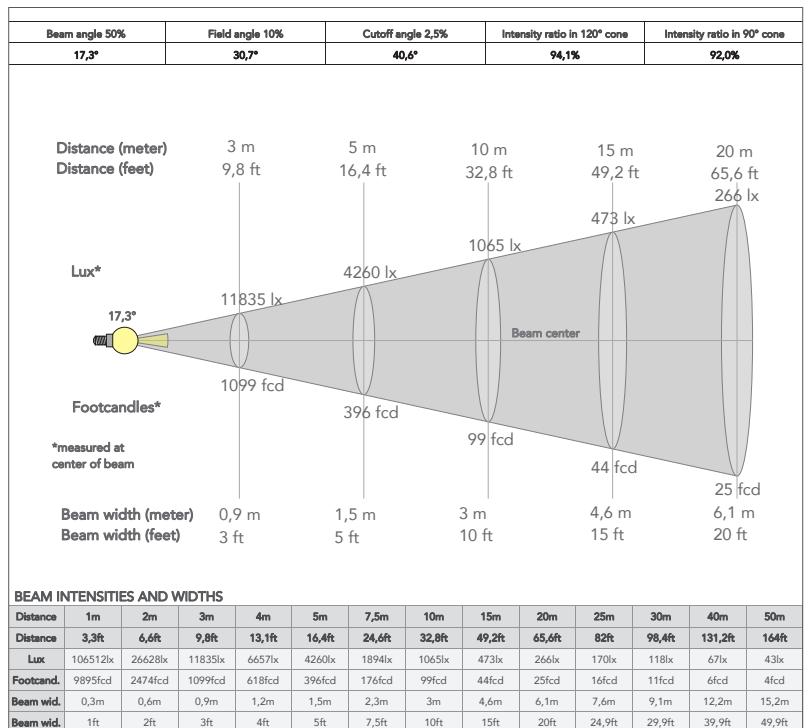 Beam angle 50% Field angle 10% Cutoff angle 2,5% Intensity ratio in 120° cone Intensity ratio in 90° cone
17,3° 30,7° 40,6° 94,1% 92,0%
Distance (meter) 3 m 5 m 10 m 15 m 20 m
Distance (feet) 9,8 ft 16,4 ft 32,8 ft 49,2 ft 65,6 ft
Lux* 11835 lx 4260 lx 1065 lx 473 lx 266 lx
17,3°
Beam center
Footcandles* 1099 fcd 396 fcd 99 fcd 44 fcd 25 fcd
*measured at
center of beam
Beam width (meter) 0,9 m 1,5 m 3 m 4,6 m 6,1 m
Beam width (feet) 3 ft 5 ft 10 ft 15 ft 20 ft
BEAM INTENSITIES AND WIDTHS
Distance 1m 2m 3m 4m 5m 7,5m 10m 15m 20m 25m 30m 40m 50m
Distance 3,3ft 6,6ft 9,8ft 13,1ft 16,4ft 24,6ft 32,8ft 49,2ft 65,6ft 82ft 98,4ft 131,2ft 164ft
Lux 106512lx 26628lx 11835lx 6657lx 4260lx 1894lx 1065lx 473lx 266lx 170lx 118lx 67lx 43lx
Footcand. 9895fcd 2474fcd 1099fcd 618fcd 396fcd 176fcd 99fcd 44fcd 25fcd 16fcd 11fcd 6fcd 4fcd
Beam wid. 0,3m 0,6m 0,9m 1,2m 1,5m 2,3m 3m 4,6m 6,1m 7,6m 9,1m 12,2m 15,2m
Beam wid. 1ft 2ft 3ft 4ft 5ft 7,5ft 10ft 15ft 20ft 24,9ft 29,9ft 39,9ft 49,9ft